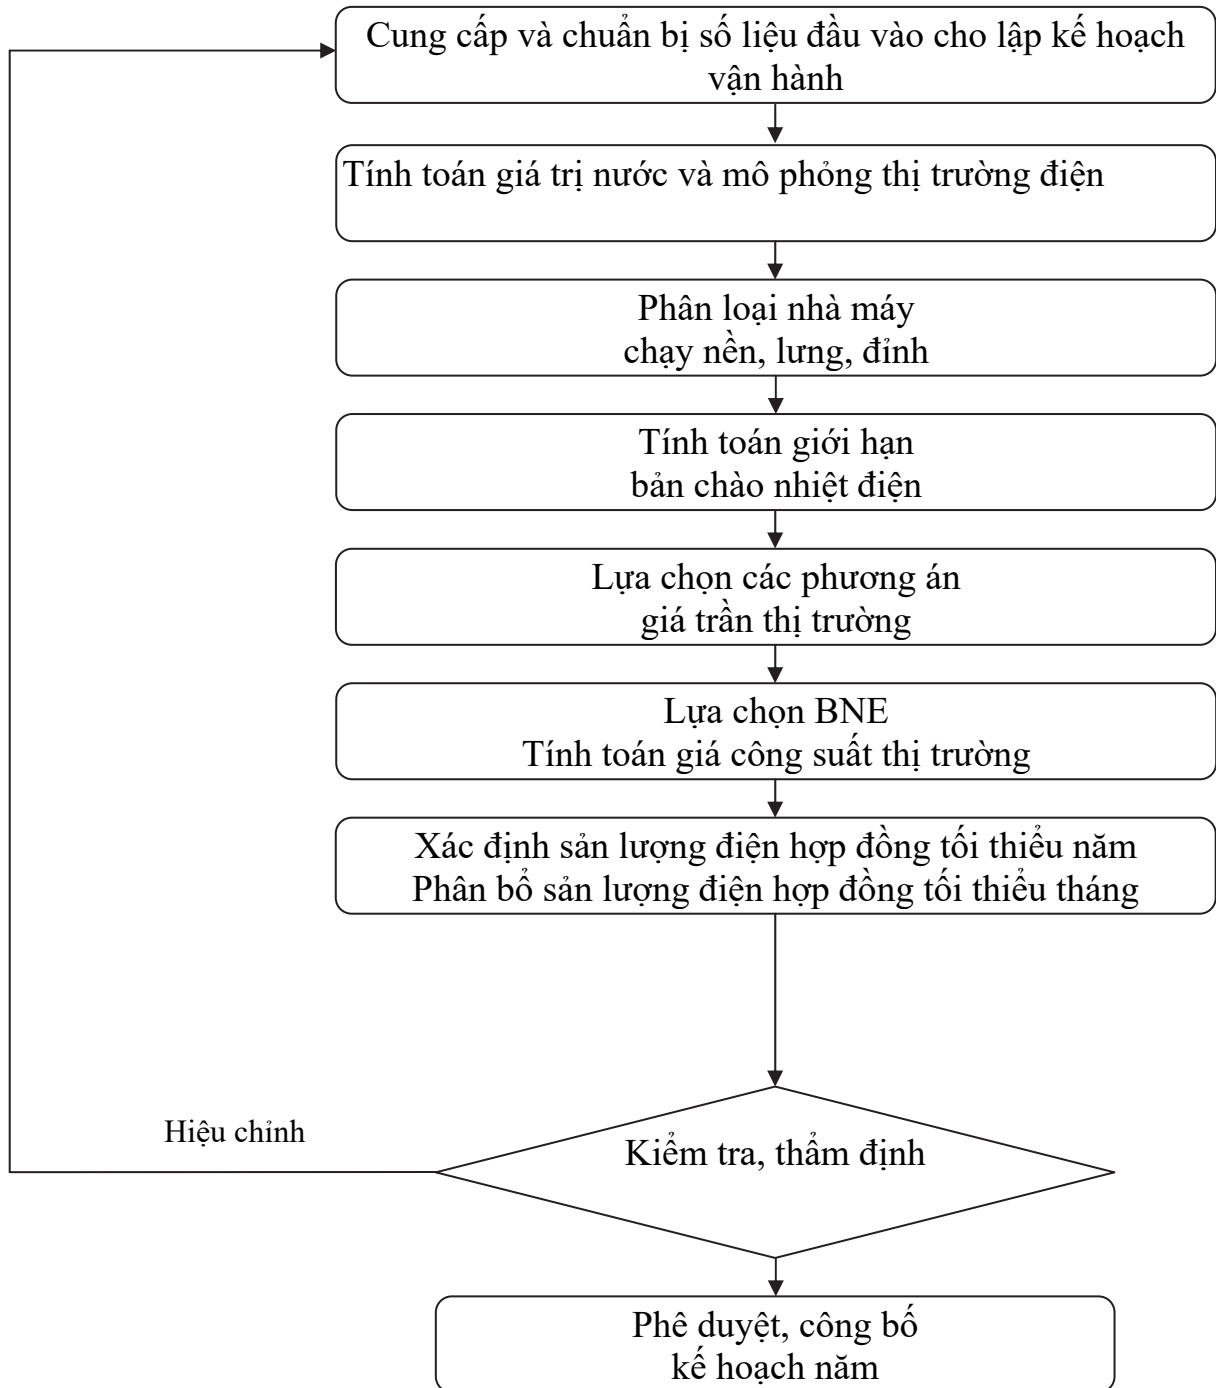 Cung cấp và chuẩn bị số liệu đầu vào cho lập kế hoạch
vận hành
Tính toán giá trị nước và mô phỏng thị trường điện
Phân loại nhà máy
chạy nền, lưng, đỉnh
Tính toán giới hạn
bản chào nhiệt điện
Lựa chọn các phương án
giá trần thị trường
Lựa chọn BNE
Tính toán giá công suất thị trường
Xác định sản lượng điện hợp đồng tối thiểu năm
Phân bổ sản lượng điện hợp đồng tối thiểu tháng
Hiệu chỉnh
Kiểm tra, thẩm định
Phê duyệt, công bố
kế hoạch năm